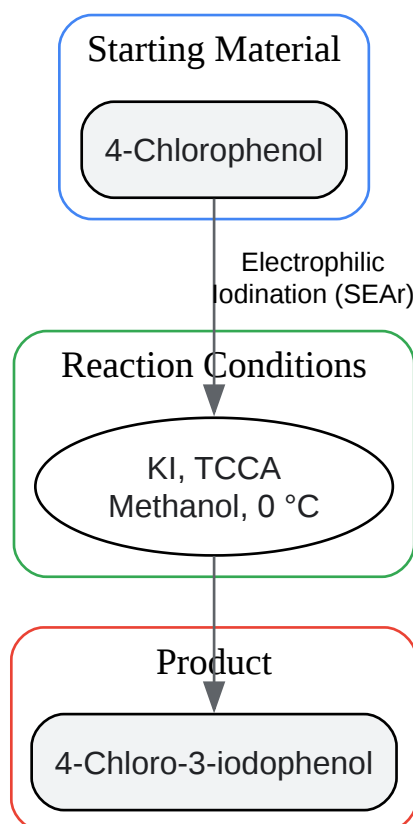 Starting Material
4-Chlorophenol
Electrophilic
Iodination (SEAr)
Reaction Conditions
KI, TCCA
Methanol, 0 °C
Product
4-Chloro-3-iodophenol